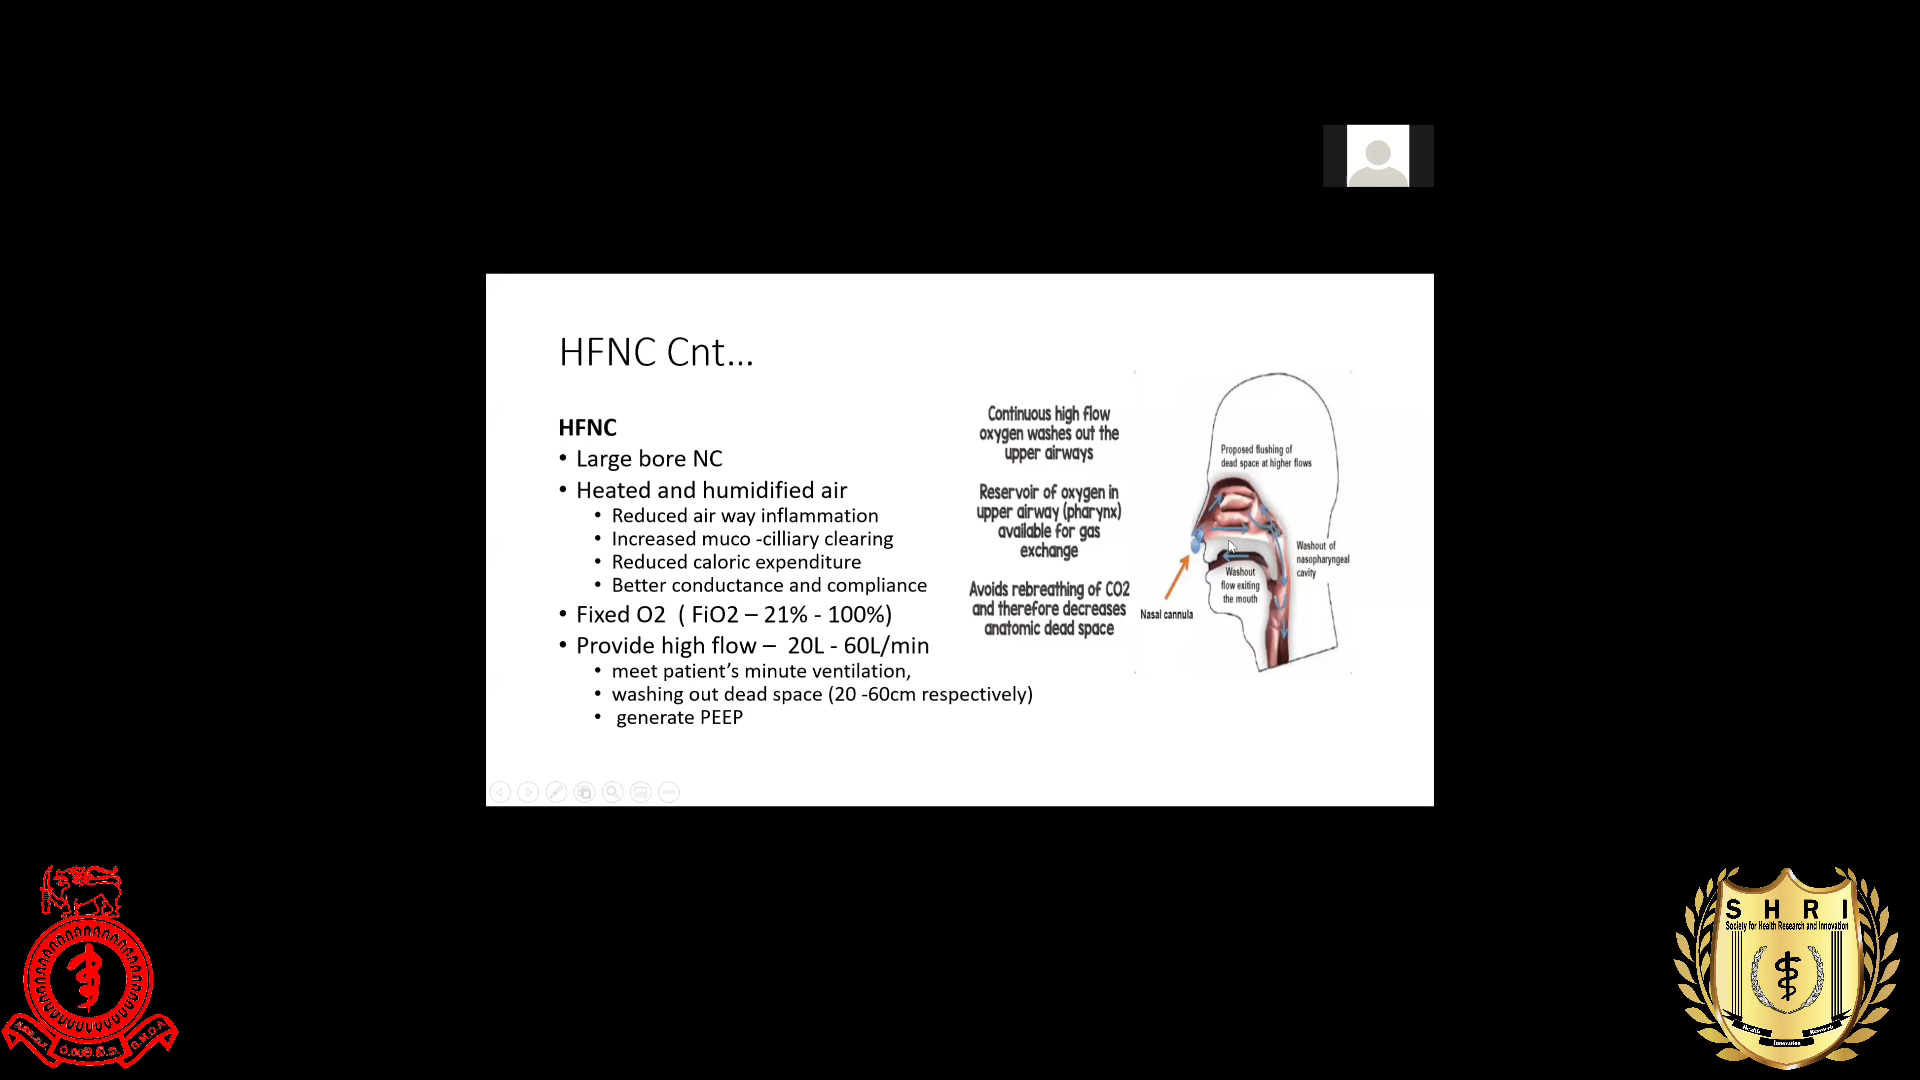 HFNC Cnt...
HFNC
• Large bore NC
• Heated and humidified air
• Reduced air way inflammation
• Increased muco -cilliary clearing
• Reduced caloric expenditure
• Better conductance and compliance
• Fixed O2 ( FiO2 – 21% - 100%)
• Provide high flow – 20L - 60L/min
• meet patient's minute ventilation,
• washing out dead space (20 -60cm respectively)
• generate PEEP
Continuous high flow
oxygen washes out the
upper airways
Reservoir of oxygen in
upper airway (pharynx)
available for gas
exchange
Avoids rebreathing of CO2
and therefore decreases
anatomic dead space
Proposed flushing of
dead space at higher flows
Washout of
nasopharyngeal
cavity
Washout
flow exiting
the mouth
Nasal cannula
G.M.O.A.
SHRI
Society for Health Research and Innovation
Health
Research
Innovation